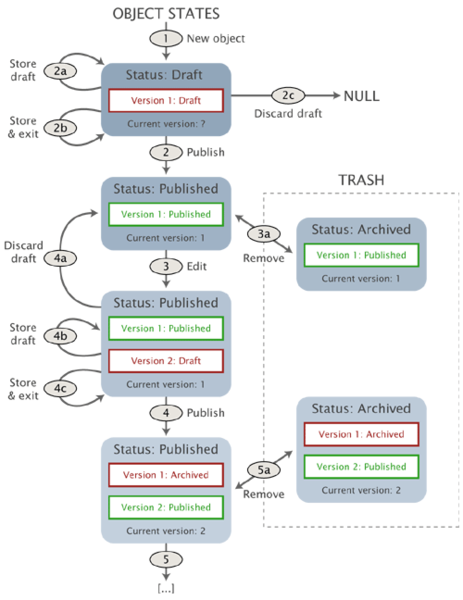 OBJECT STATES
1 New object
Store
draft
2a
Status: Draft
Version 1: Draft
Current version: ?
2c
Discard draft
NULL
Store
& exit
2b
2 Publish
TRASH
Status: Published
Version 1: Published
Current version: 1
3a
Remove
Status: Archived
Version 1: Published
Current version: 1
Discard
draft
4a
3 Edit
Status: Published
Version 1: Published
Version 2: Draft
Current version: 1
Store
draft
4b
Store
& exit
4c
4 Publish
Status: Published
Version 1: Archived
Version 2: Published
Current version: 2
5a
Remove
Status: Archived
Version 1: Archived
Version 2: Published
Current version: 2
5
[...]